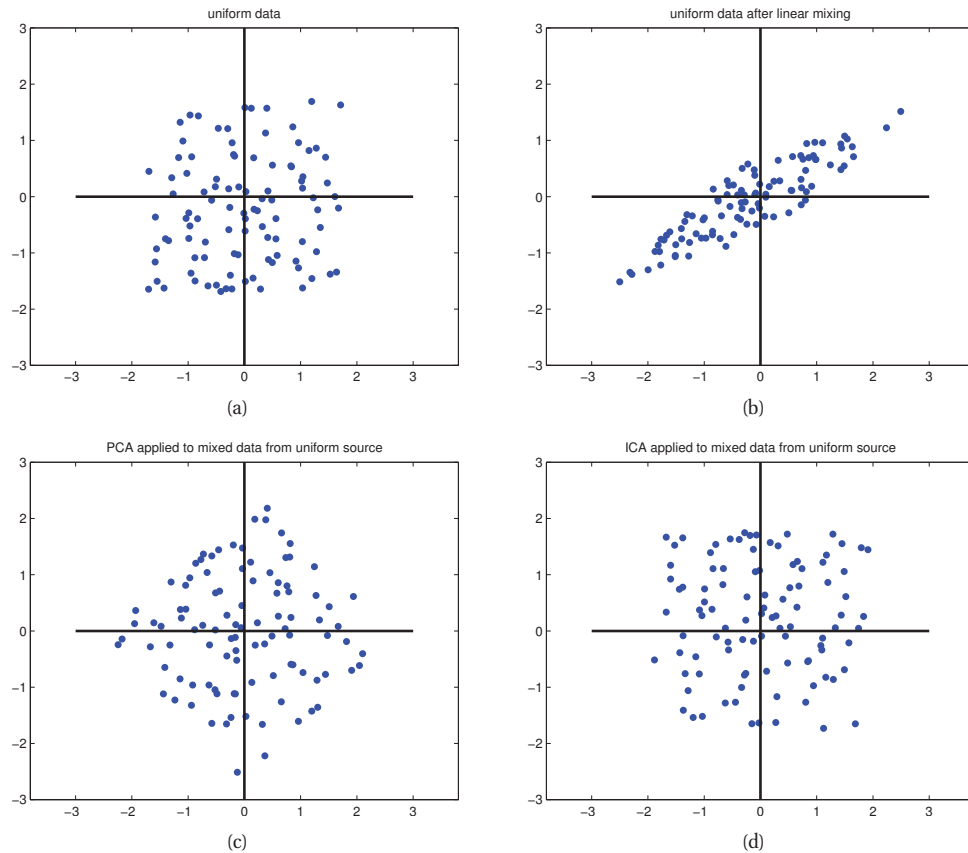 uniform data
3
2
1
0
−1
−2
−3
−3 −2 −1 0 1 2 3
(a)
uniform data after linear mixing
3
2
1
0
−1
−2
−3
−3 −2 −1 0 1 2 3
(b)
PCA applied to mixed data from uniform source
3
2
1
0
−1
−2
−3
−3 −2 −1 0 1 2 3
(c)
ICA applied to mixed data from uniform source
3
2
1
0
−1
−2
−3
−3 −2 −1 0 1 2 3
(d)